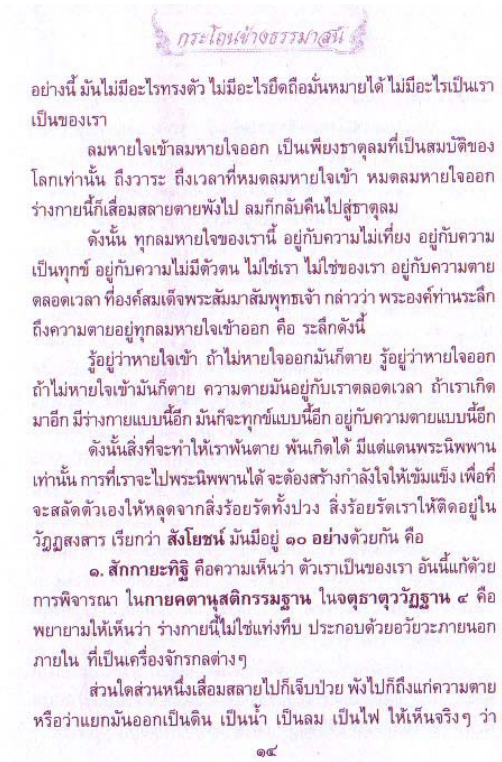 กระโถนข้างธรรมาสน์
อย่างนี้ มันไม่มีอะไรทรงตัว ไม่มีอะไรยึดถือมั่นหมายได้ ไม่มีอะไรเป็นเรา
เป็นของเรา
ลมหายใจเข้าลมหายใจออก เป็นเพียงธาตุลมที่เป็นสมบัติของ
โลกเท่านั้น ถึงวาระ ถึงเวลาที่หมดลมหายใจเข้า หมดลมหายใจออก
ร่างกายนี้ก็เสื่อมสลายตายพังไป ลมก็กลับคืนไปสู่ธาตุลม
ดังนั้น ทุกลมหายใจของเรานี้ อยู่กับความไม่เที่ยง อยู่กับความ
เป็นทุกข์ อยู่กับความไม่มีตัวตน ไม่ใช่เรา ไม่ใช่ของเรา อยู่กับความตาย
ตลอดเวลา ที่องค์สมเด็จพระสัมมาสัมพุทธเจ้า กล่าวว่า พระองค์ท่านระลึก
ถึงความตายอยู่ทุกลมหายใจเข้าออก คือ ระลึกดังนี้
รู้อยู่ว่าหายใจเข้า ถ้าไม่หายใจออกมันก็ตาย รู้อยู่ว่าหายใจออก
ถ้าไม่หายใจเข้ามันก็ตาย ความตายมันอยู่กับเราตลอดเวลา ถ้าเราเกิด
มาอีก มีร่างกายแบบนี้อีก มันก็จะทุกข์แบบนี้อีก อยู่กับความตายแบบนี้อีก
ดังนั้นสิ่งที่จะทำให้เราพ้นตาย พ้นเกิดได้ มีแต่แดนพระนิพพาน
เท่านั้น การที่เราจะไปพระนิพพานได้ จะต้องสร้างกำลังใจให้เข้มแข็ง เพื่อที่
จะสลัดตัวเองให้หลุดจากสิ่งร้อยรัดทั้งปวง สิ่งร้อยรัดเราให้ติดอยู่ใน
วัฏฏสงสาร เรียกว่า สังโยชน์ มันมีอยู่ ๑๐ อย่างด้วยกัน คือ
๑. สักกายะทิฐิ คือความเห็นว่า ตัวเราเป็นของเรา อันนี้แก้ด้วย
การพิจารณา ในกายคตานุสติกรรมฐาน ในจตุธาตุววัฏฐาน ๔ คือ
พยายามให้เห็นว่า ร่างกายนี้ไม่ใช่แท่งทึบ ประกอบด้วยอวัยวะภายนอก
ภายใน ที่เป็นเครื่องจักรกลต่างๆ
ส่วนใดส่วนหนึ่งเสื่อมสลายไปก็เจ็บป่วย พังไปก็ถึงแก่ความตาย
หรือว่าแยกมันออกเป็นดิน เป็นน้ำ เป็นลม เป็นไฟ ให้เห็นจริงๆ ว่า
๑๔